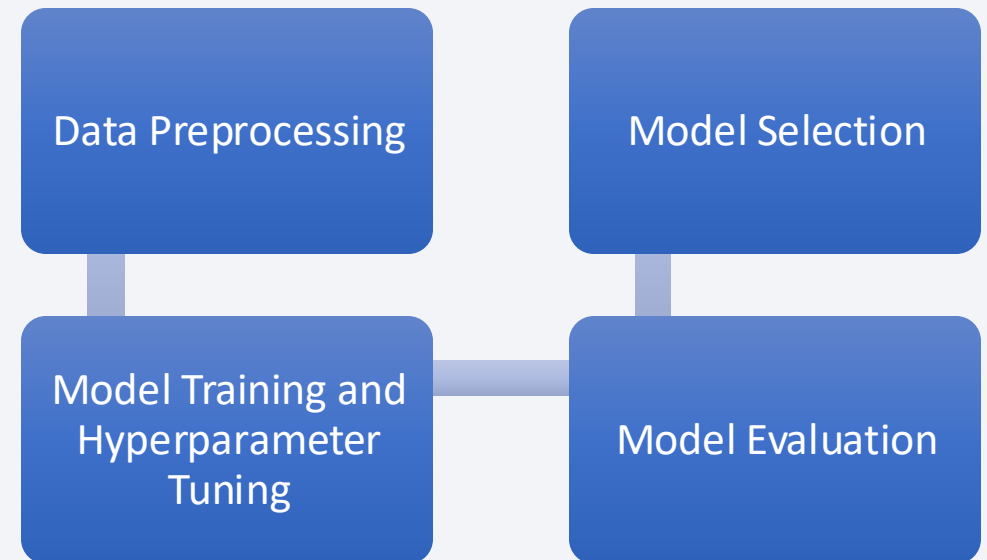 Data Preprocessing
Model Training and
Hyperparameter
Tuning
Model Evaluation
Model Selection